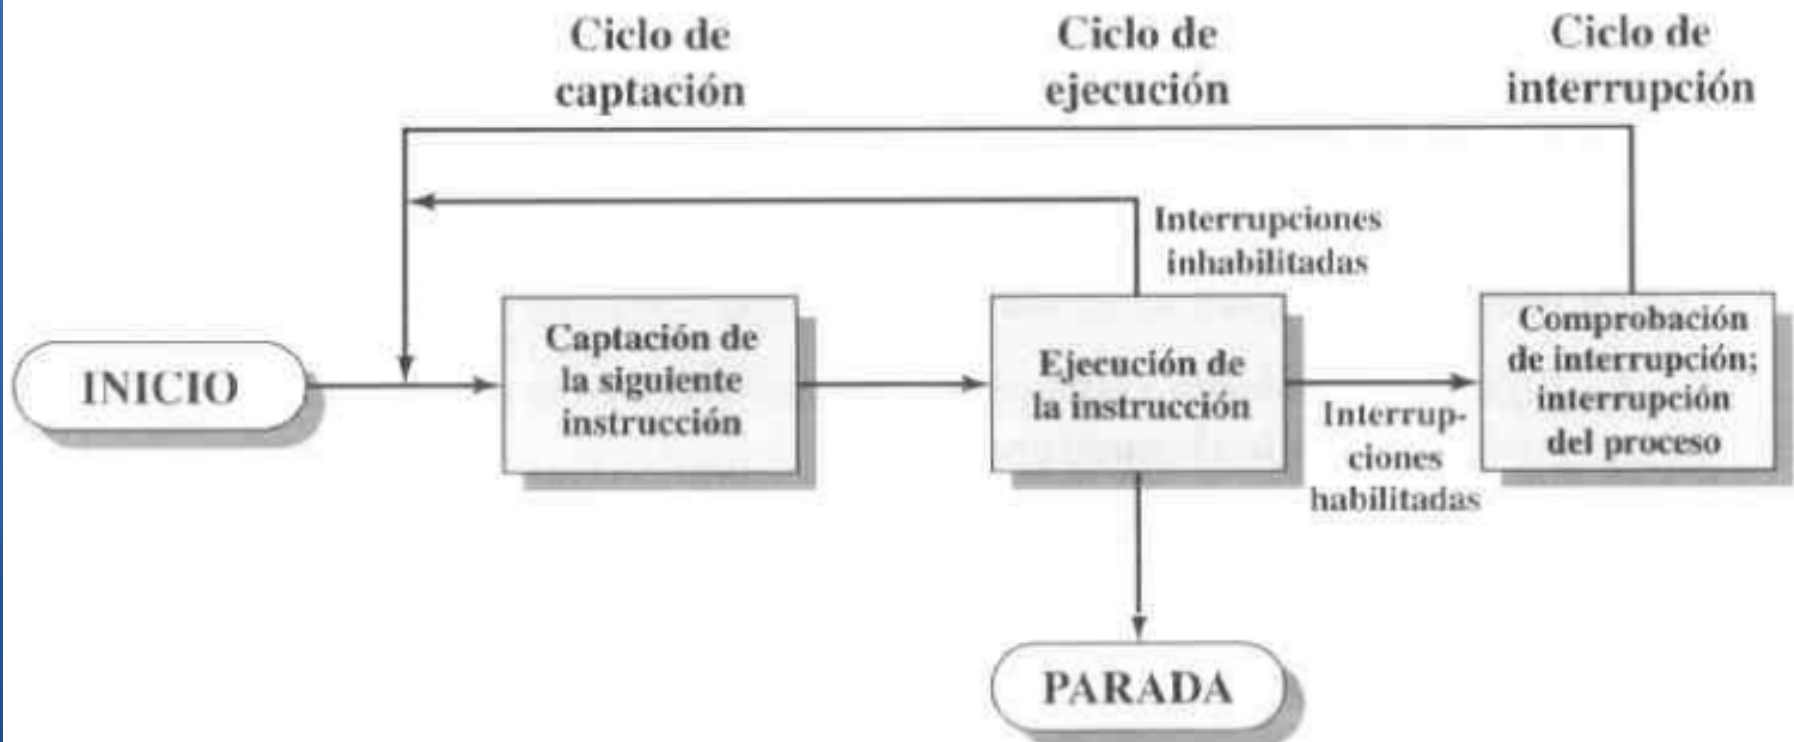 Ciclo de
captación
Ciclo de
ejecución
Ciclo de
interrupción
Interrupciones
inhabilitadas
INICIO
Captación de
la siguiente
instrucción
Ejecución de
la instrucción
Interrup-
ciones
habilitadas
Comprobación
de interrupción;
interrupción
del proceso
PARADA